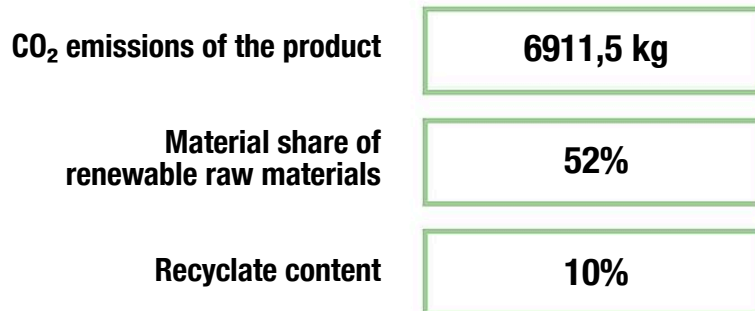 CO₂ emissions of the product
6911,5 kg
Material share of
renewable raw materials
52%
Recyclate content
10%